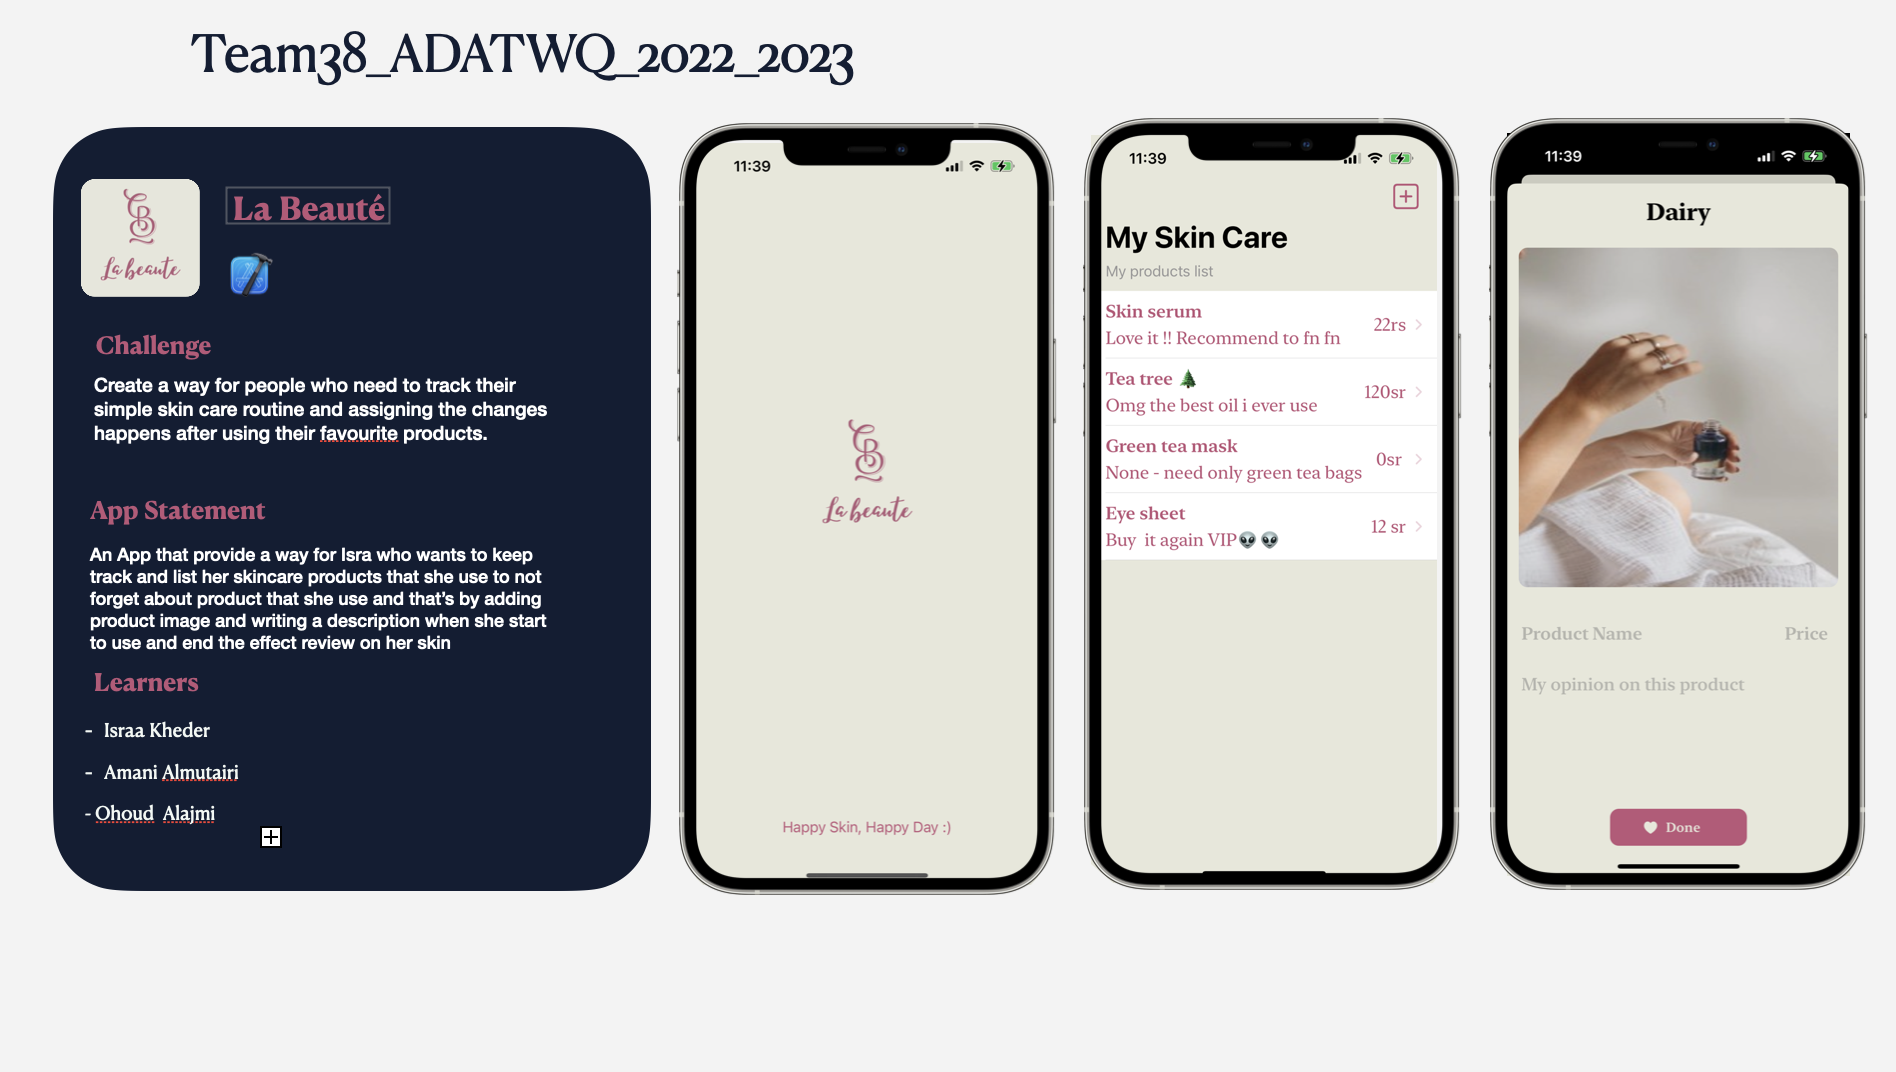 Team38_ADATWQ_2022_2023
La beaute
La Beauté
Challenge
Create a way for people who need to track their
simple skin care routine and assigning the changes
happens after using their favourite products.
App Statement
An App that provide a way for Isra who wants to keep
track and list her skincare products that she use to not
forget about product that she use and that’s by adding
product image and writing a description when she start
to use and end the effect review on her skin
Learners
- Israa Kheder
- Amani Almutairi
- Ohoud Alajmi
11:39
La beaute
Happy Skin, Happy Day :)
11:39
My Skin Care
My products list
Skin serum
Love it !! Recommend to fn fn
22rs
Tea tree 🌲
Omg the best oil i ever use
120sr
Green tea mask
None - need only green tea bags
0sr
Eye sheet
Buy it again VIP👽👽
12 sr
11:39
Dairy
Product Name
Price
My opinion on this product
Done